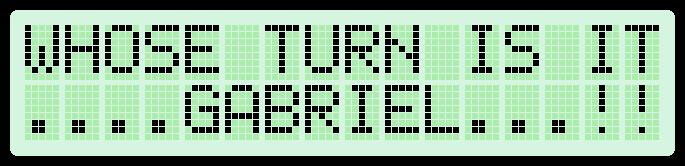 WHOSE TURN IS IT
....GABRIEL...!!